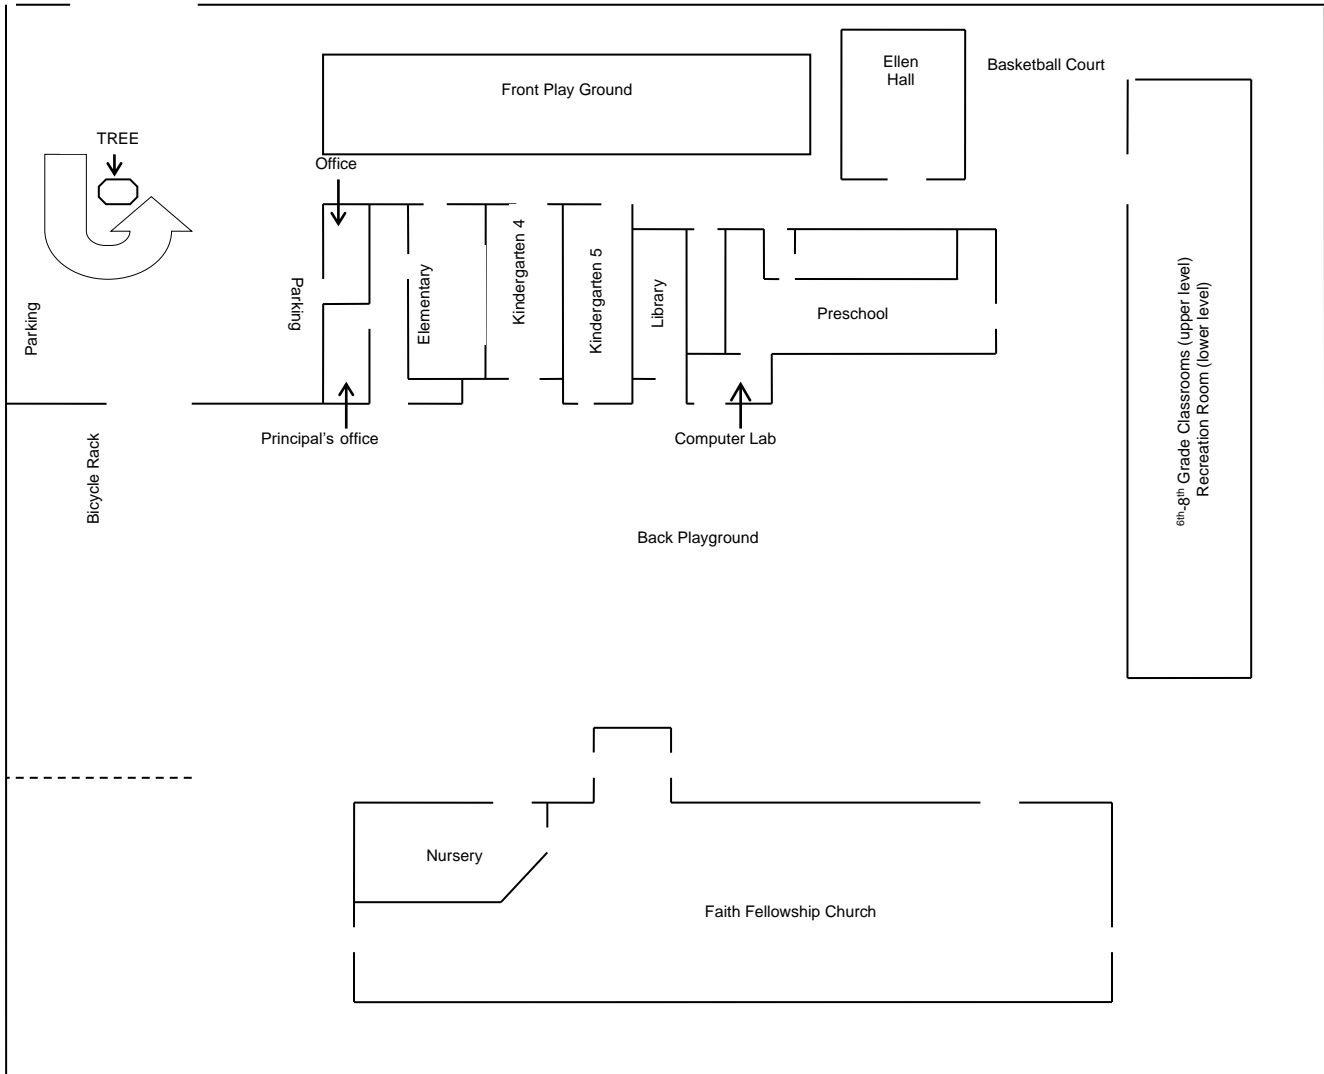 Ellen
Hall
Basketball Court
Front Play Ground
TREE
Office
Parking
Parking
Elementary
Kindergarten 4
Kindergarten 5
Library
Preschool
6th-8th Grade Classrooms (upper level)
Recreation Room (lower level)
Principal's office
Computer Lab
Bicycle Rack
Back Playground
Nursery
Faith Fellowship Church